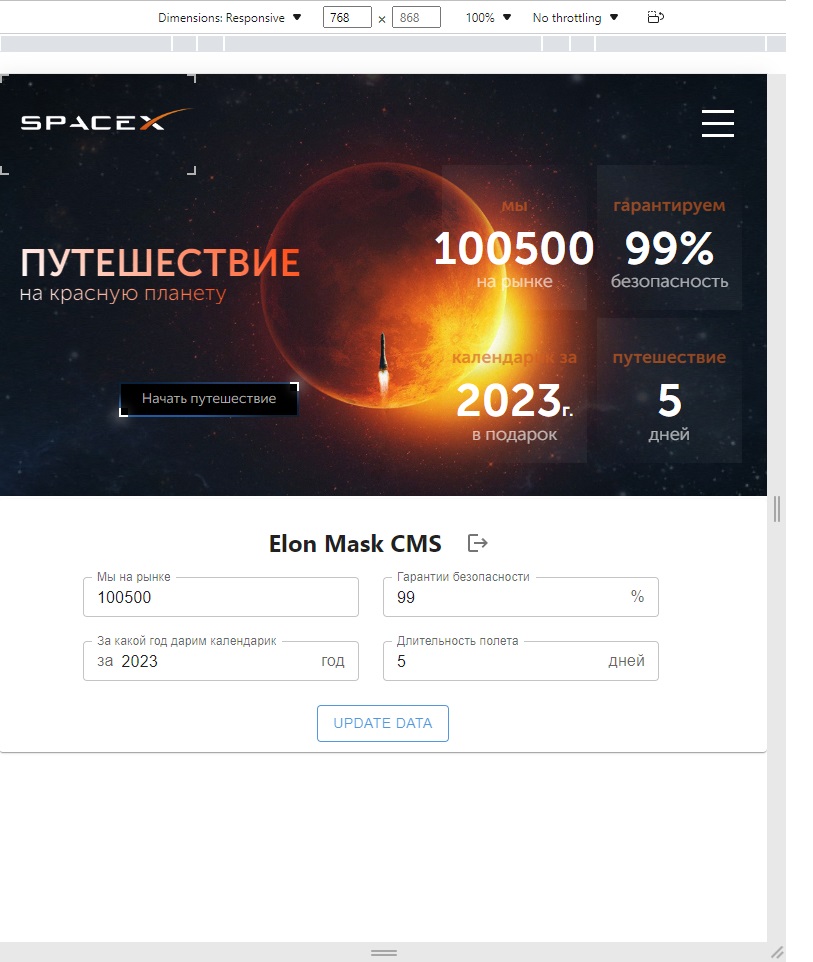 Dimensions: Responsive 768 × 868 100% No throttling
SPACEX
мы
100500
на рынке
гарантируем
99%
безопасность
ПУТЕШЕСТВИЕ
на красную планету
календарик за
2023г.
в подарок
путешествие
5
дней
Начать путешествие
Elon Mask CMS
Мы на рынке
100500
Гарантии безопасности
99 %
За какой год дарим календарик
за 2023 год
Длительность полета
5 дней
UPDATE DATA